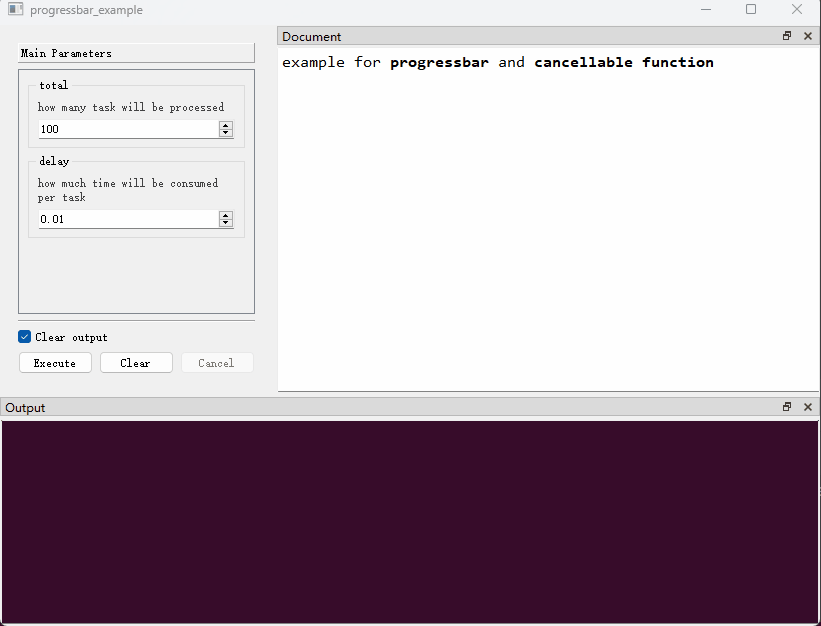 progressbar_example
Main Parameters
total
how many task will be processed
100
delay
how much time will be consumed
per task
0.01
Clear output
Execute
Clear
Cancel
Document
example for progressbar and cancellable function
Output